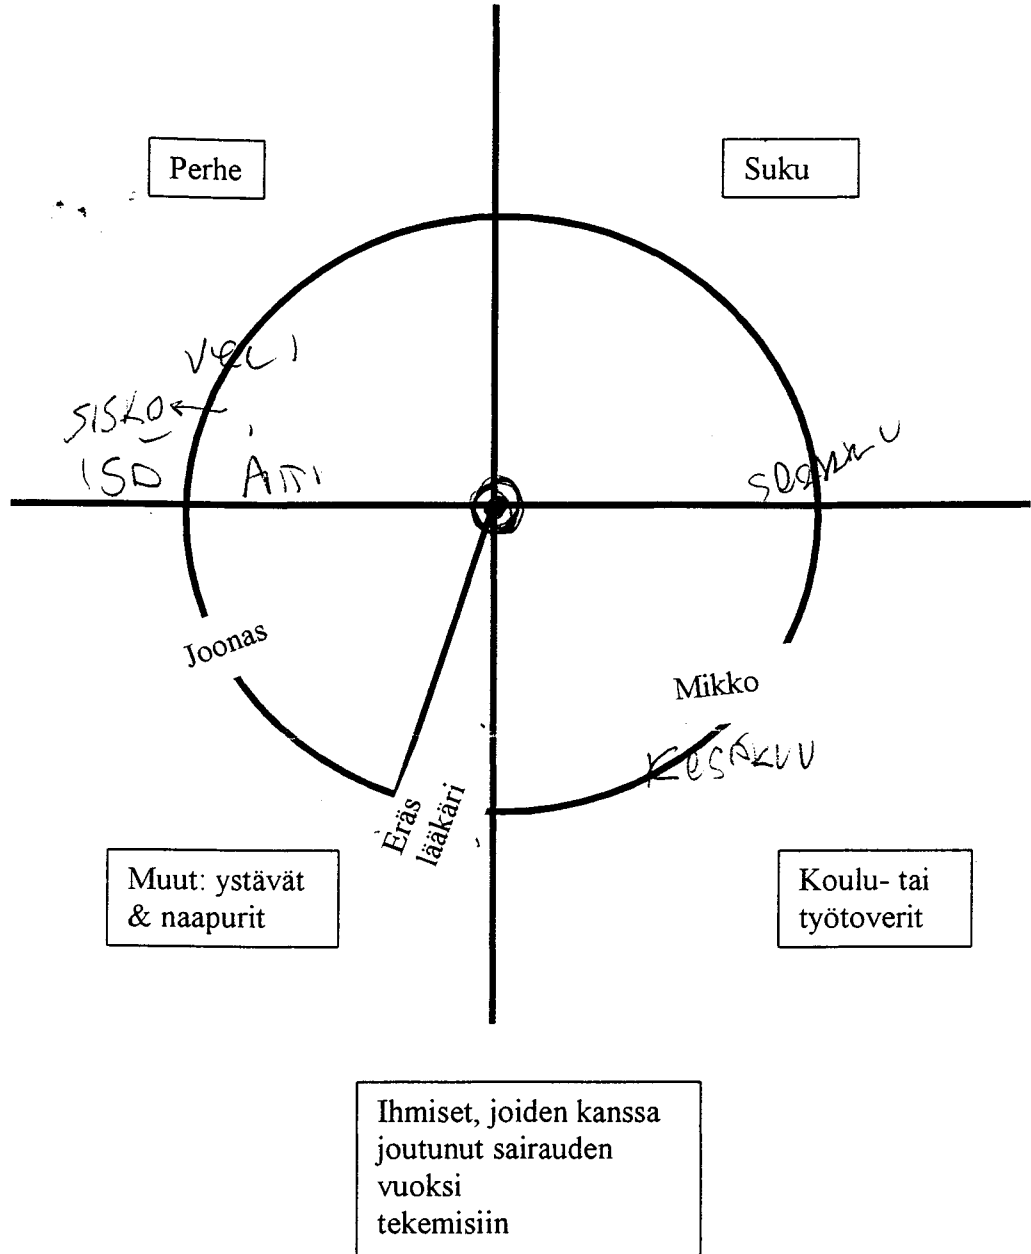 Perhe
Suku
VELI
SISKO
ISÄ
ÄITI
Joonas
Mikko
KESÄKUU
Eräs
lääkäri
Muut: ystävät
& naapurit
Koulu- tai
työtoverit
Ihmiset, joiden kanssa
joutunut sairauden
vuoksi
tekemisiin